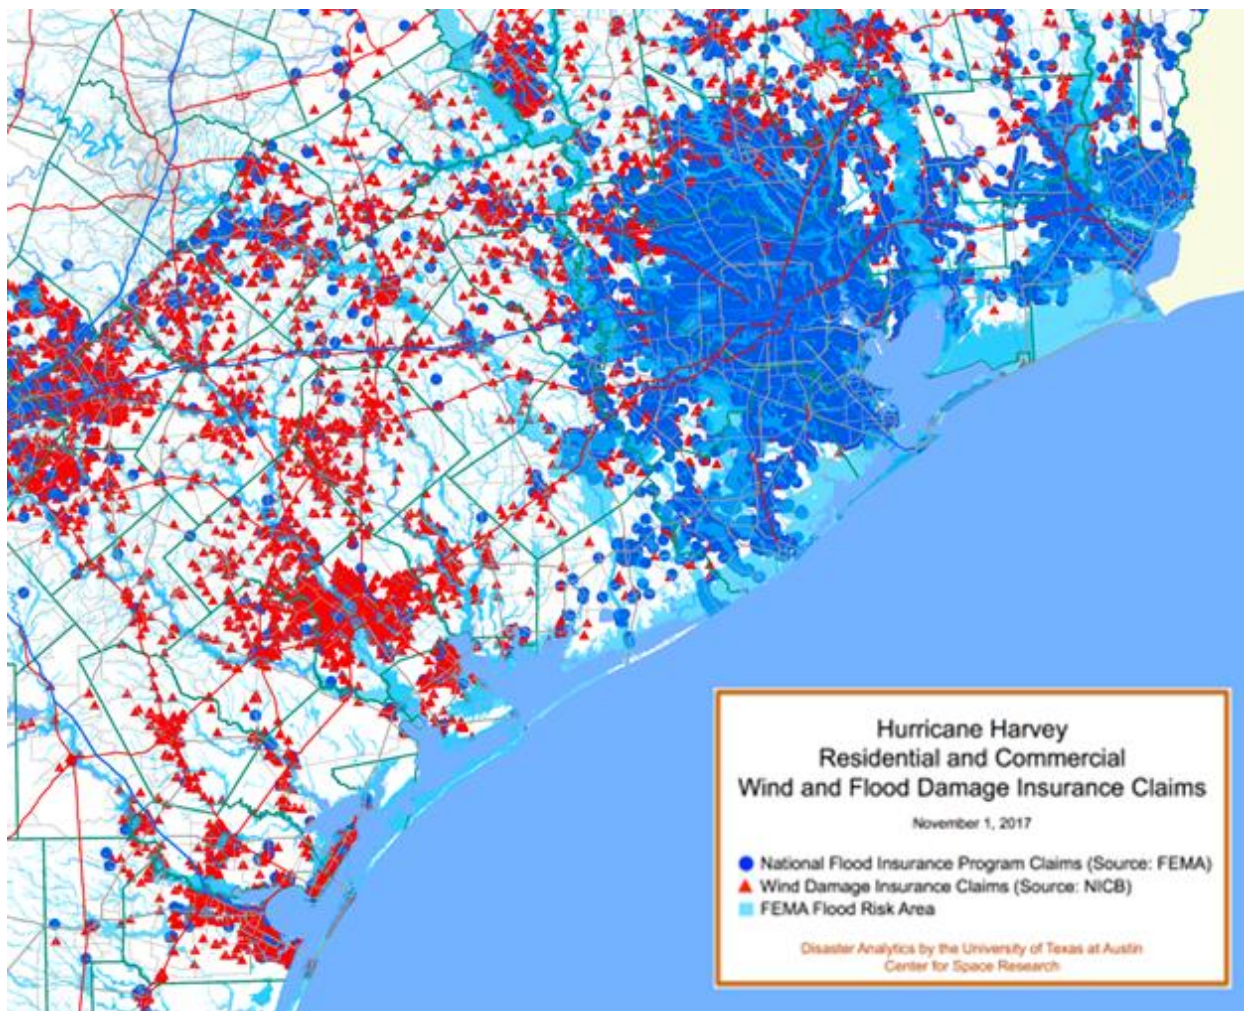 Hurricane Harvey
Residential and Commercial
Wind and Flood Damage Insurance Claims
November 1, 2017
National Flood Insurance Program Claims (Source: FEMA)
Wind Damage Insurance Claims (Source: NICB)
FEMA Flood Risk Area
Disaster Analytics by the University of Texas at Austin
Center for Space Research